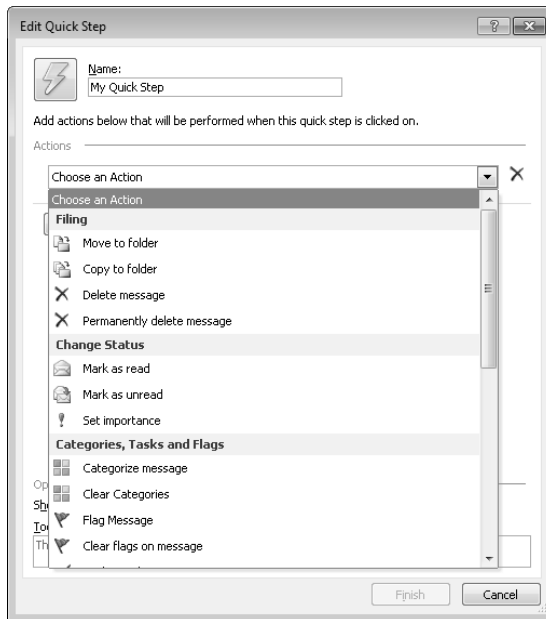 Edit Quick Step
Name:
My Quick Step
Add actions below that will be performed when this quick step is clicked on.
Actions
Choose an Action
Choose an Action
Filing
Move to folder
Copy to folder
Delete message
Permanently delete message
Change Status
Mark as read
Mark as unread
Set importance
Categories, Tasks and Flags
Categorize message
Clear Categories
Flag Message
Clear flags on message
Finish
Cancel